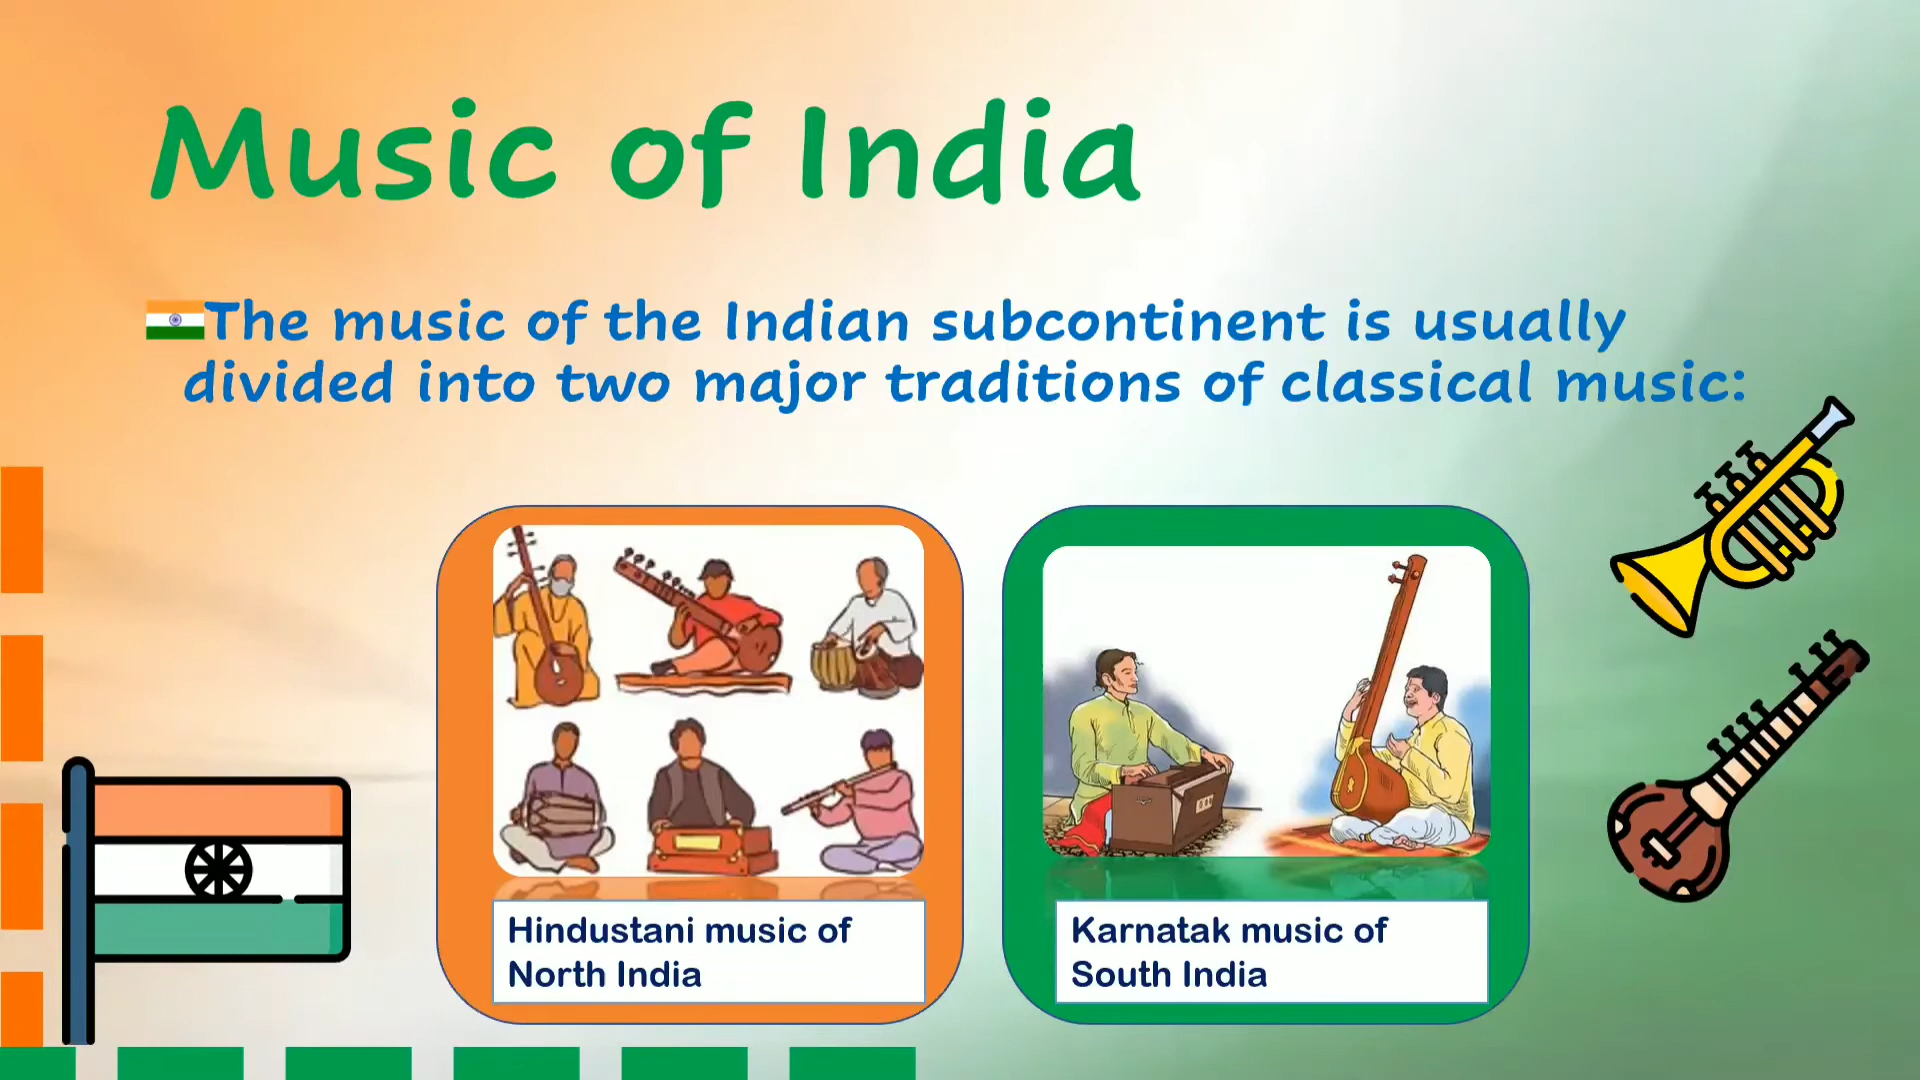 Music of India
The music of the Indian subcontinent is usually
divided into two major traditions of classical music:
Hindustani music of
North India
Karnatak music of
South India